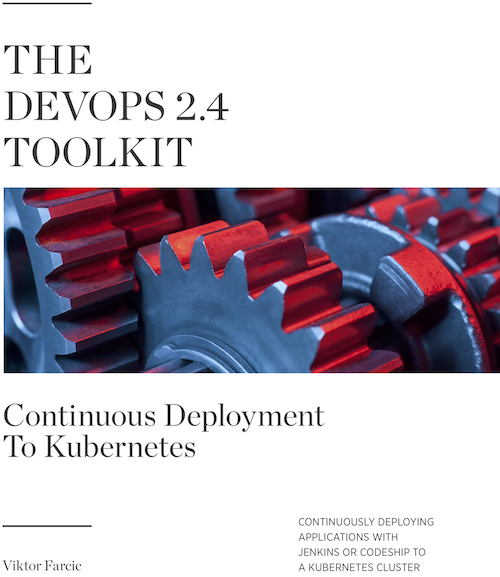 THE
DEVOPS 2.4
TOOLKIT
Continuous Deployment
To Kubernetes
Viktor Farcic
CONTINUOUSLY DEPLOYING
APPLICATIONS WITH
JENKINS OR CODESHIP TO
A KUBERNETES CLUSTER